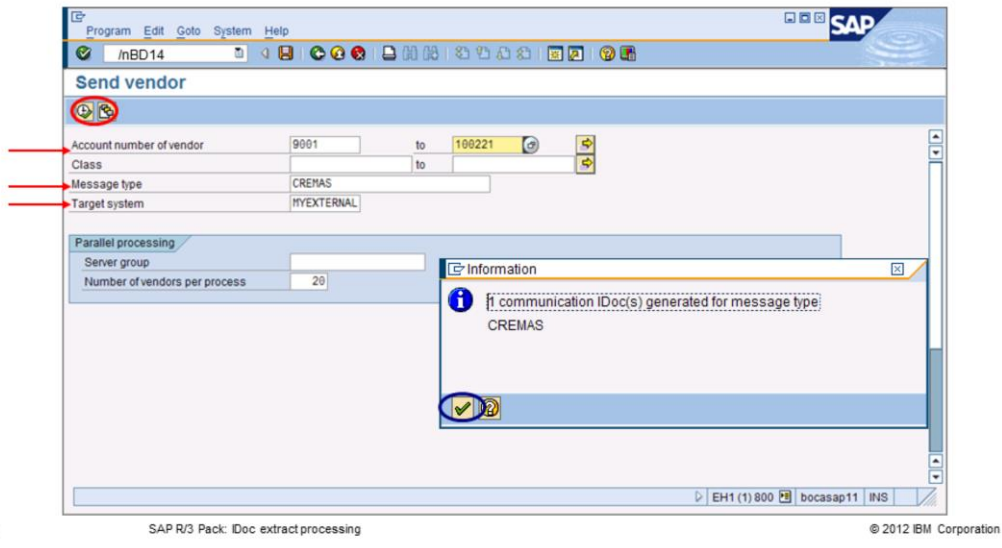 Program Edit Goto System Help
SAP
/nBD14
Send vendor
Account number of vendor 9001 to 100221
Class to
Message type CREMAS
Target system MYEXTERNAL
Parallel processing
Server group
Number of vendors per process 20
Information
1 communication IDoc(s) generated for message type
CREMAS
EH1 (1) 800 bocasap11 INS
SAP R/3 Pack: IDoc extract processing © 2012 IBM Corporation